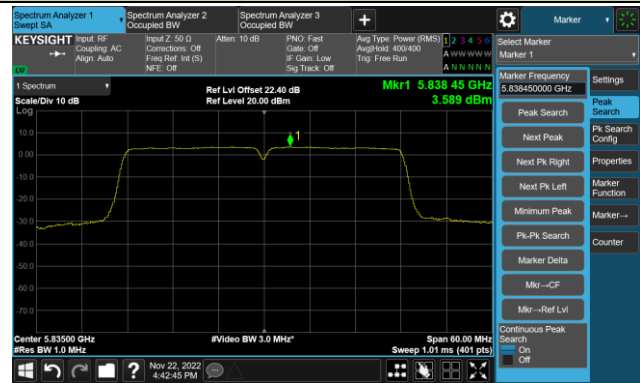 Spectrum Analyzer 1
Swept SA
Spectrum Analyzer 2
Occupied BW
Spectrum Analyzer 3
Occupied BW
Marker
KEYSIGHT
Input: RF
Coupling: AC
Align: Auto
Input Z: 50 Ω
Corrections: Off
Freq Ref: Int (S)
NFE: Off
Atten: 10 dB
PNO: Fast
Gate: Off
IF Gain: Low
Sig Track: Off
Avg Type: Power (RMS)
Avg|Hold: 400/400
Trig: Free Run
1 2 3 4 5 6
A W W W W W
A N N N N N
Select Marker
Marker 1
1 Spectrum
Scale/Div 10 dB
Log
Ref Lvl Offset 22.40 dB
Ref Level 20.00 dBm
Mkr1 5.838 45 GHz
3.589 dBm
1
10.0
0.00
-10.0
-20.0
-30.0
-40.0
-50.0
-60.0
-70.0
Center 5.83500 GHz
#Res BW 1.0 MHz
#Video BW 3.0 MHz*
Span 60.00 MHz
Sweep 1.01 ms (401 pts)
Marker Frequency
5.838450000 GHz
Peak Search
Next Peak
Next Pk Right
Next Pk Left
Minimum Peak
Pk-Pk Search
Marker Delta
Mkr→CF
Mkr→Ref Lvl
Continuous Peak
Search
On
Off
Settings
Peak
Search
Pk Search
Config
Properties
Marker
Function
Marker→
Counter
Nov 22, 2022
4:42:45 PM